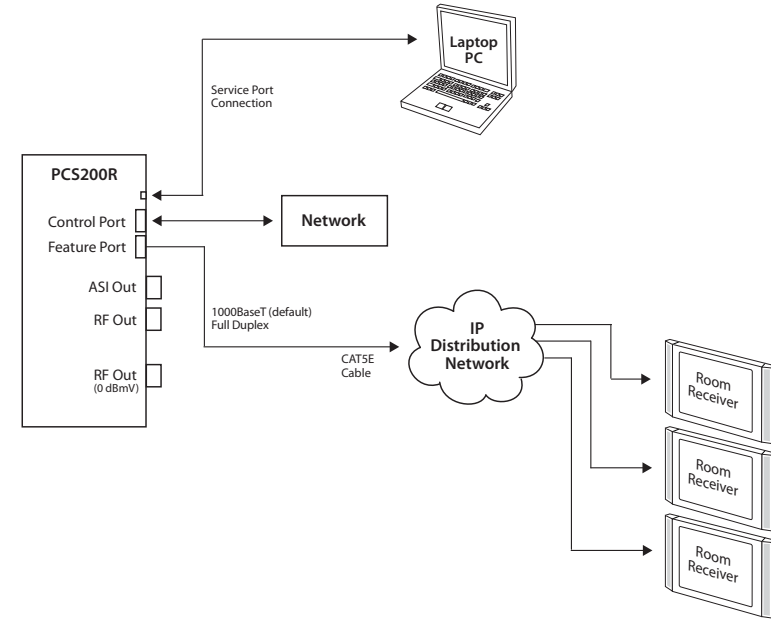 Laptop
PC
Service Port
Connection
PCS200R
Control Port
Feature Port
ASI Out
RF Out
RF Out
(0 dBmV)
Network
1000BaseT (default)
Full Duplex
CAT5E
Cable
IP
Distribution
Network
Room
Receiver
Room
Receiver
Room
Receiver